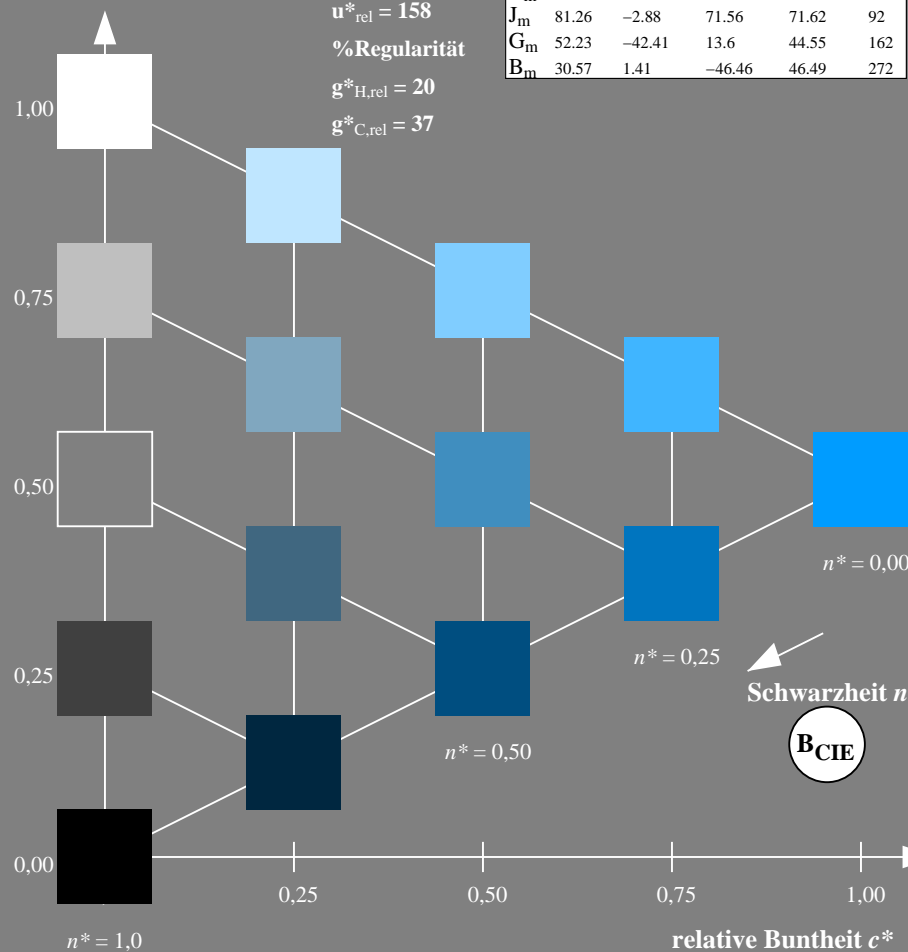 u*rel = 158
%Regularität
g*H,rel = 20
g*C,rel = 37
Jm 81.26 −2.88 71.56 71.62 92
Gm 52.23 −42.41 13.6 44.55 162
Bm 30.57 1.41 −46.46 46.49 272
1,00
0,75
0,50
n* = 0,00
0,25
n* = 0,25
Schwarzheit n
BCIE
n* = 0,50
0,00
0,25 0,50 0,75 1,00
n* = 1,0
relative Buntheit c*